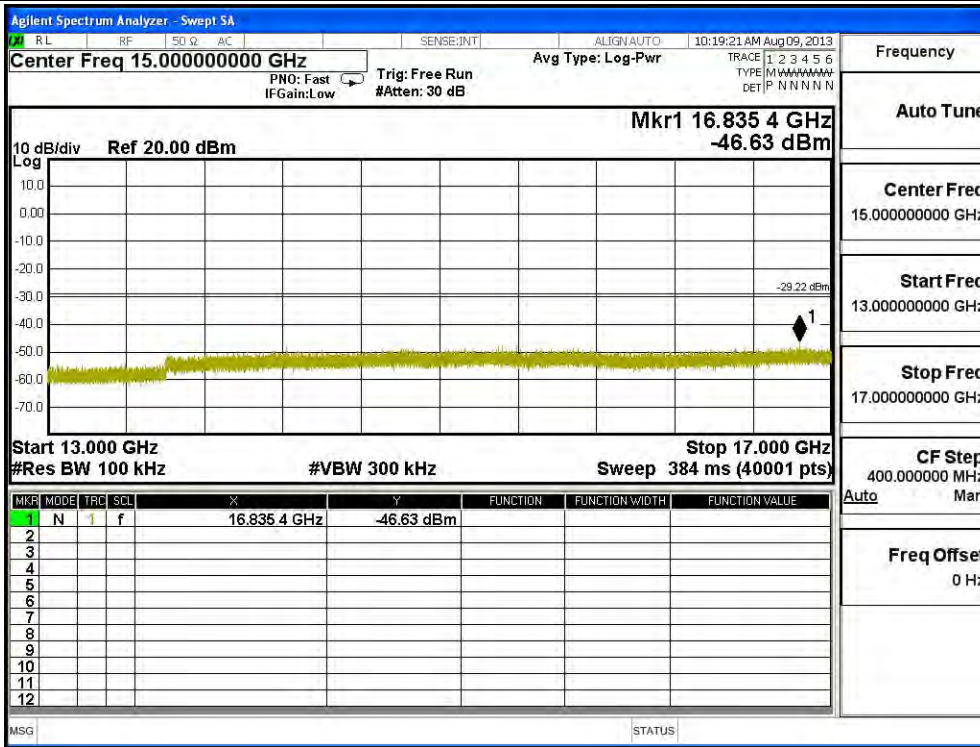 Agilent Spectrum Analyzer - Swept SA
RL RF 50 Ω AC SENSE:INT ALIGN AUTO 10:19:21 AM Aug 09, 2013
Center Freq 15.000000000 GHz
PNO: Fast
IFGain:Low
Trig: Free Run
#Atten: 30 dB
Avg Type: Log-Pwr
TRACE 1 2 3 4 5 6
TYPE M
DET P N N N N N
Mkr1 16.835 4 GHz
-46.63 dBm
10 dB/div Ref 20.00 dBm
Log
10.0
0.00
-10.0
-20.0
-30.0
-40.0
-50.0
-60.0
-70.0
-29.22 dBm
1
Start 13.000 GHz Stop 17.000 GHz
#Res BW 100 kHz #VBW 300 kHz Sweep 384 ms (40001 pts)
MKR MODE TRC SCL X Y FUNCTION FUNCTION WIDTH FUNCTION VALUE
1 N 1 f 16.835 4 GHz -46.63 dBm
2
3
4
5
6
7
8
9
10
11
12
MSG STATUS
Frequency
Auto Tune
Center Freq
15.000000000 GHz
Start Freq
13.000000000 GHz
Stop Freq
17.000000000 GHz
CF Step
400.000000 MHz
Auto Man
Freq Offset
0 Hz